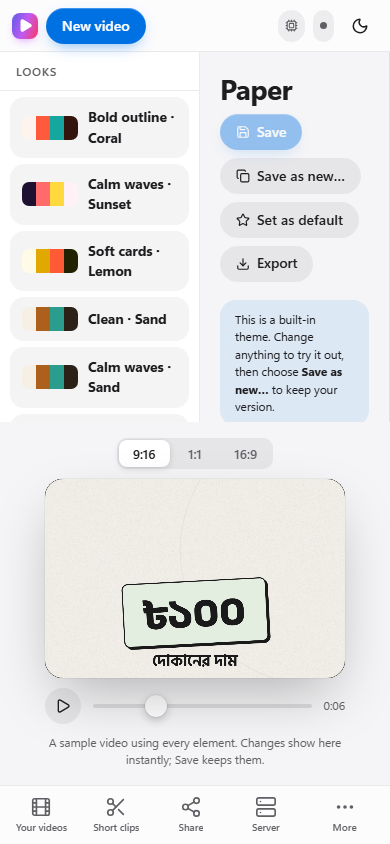 New video
LOOKS
Bold outline ·
Coral
Calm waves ·
Sunset
Soft cards ·
Lemon
Clean · Sand
Calm waves ·
Sand
Paper
Save
Save as new...
Set as default
Export
This is a built-in
theme. Change
anything to try it out,
then choose Save as
new... to keep your
version.
9:16 1:1 16:9
৳১০০
দোকানের দাম
0:06
A sample video using every element. Changes show here
instantly; Save keeps them.
Your videos Short clips Share Server More